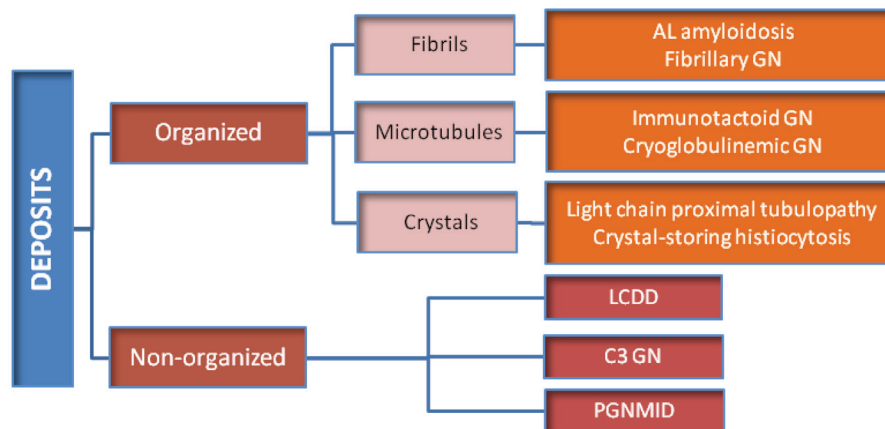 DEPOSITS
Organized
Fibrils
AL amyloidosis
Fibrillary GN
Microtubules
Immunotactoid GN
Cryoglobulinemic GN
Crystals
Light chain proximal tubulopathy
Crystal-storing histiocytosis
Non-organized
LCDD
C3 GN
PGNMID